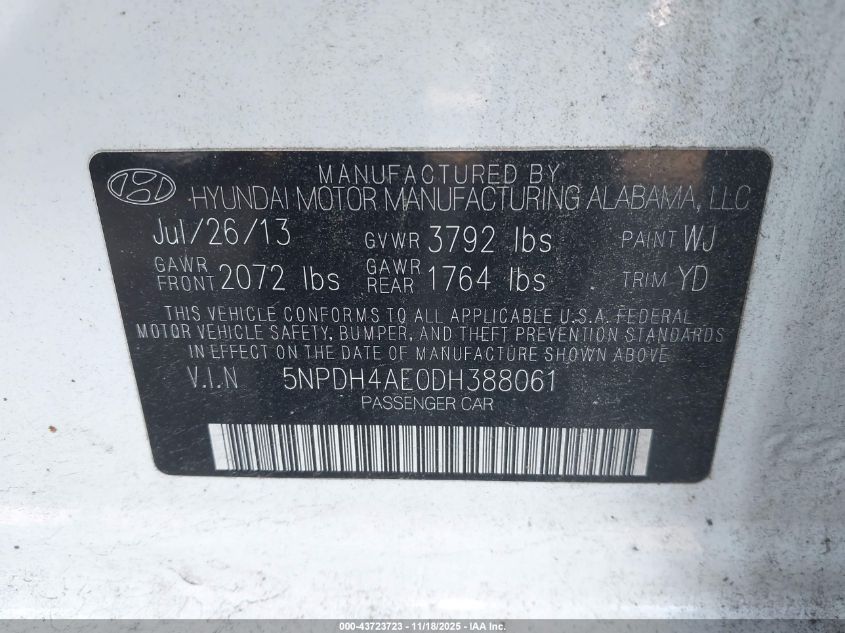 MANUFACTURED BY
HYUNDAI MOTOR MANUFACTURING ALABAMA, LLC
Jul/26/13 GVWR 3792 lbs PAINT WJ
GAWR FRONT 2072 lbs GAWR REAR 1764 lbs TRIM YD
THIS VEHICLE CONFORMS TO ALL APPLICABLE U.S.A. FEDERAL
MOTOR VEHICLE SAFETY, BUMPER, AND THEFT PREVENTION STANDARDS
IN EFFECT ON THE DATE OF MANUFACTURE SHOWN ABOVE.
V.I.N 5NPDH4AE0DH388061
PASSENGER CAR
000-43723723 - 11/18/2025 - IAA Inc.